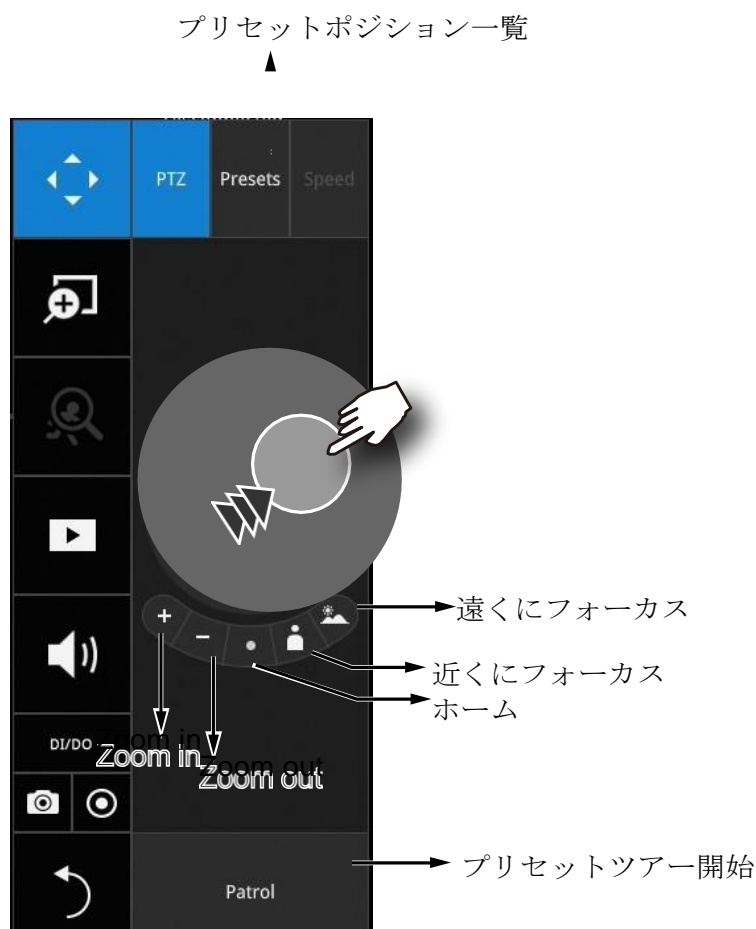 プリセットポジション一覧
PTZ
Presets
Speed
遠くにフォーカス
近くにフォーカス
ホーム
DI/DO
Zoom in
Zoom out
プリセットツアー開始
Patrol